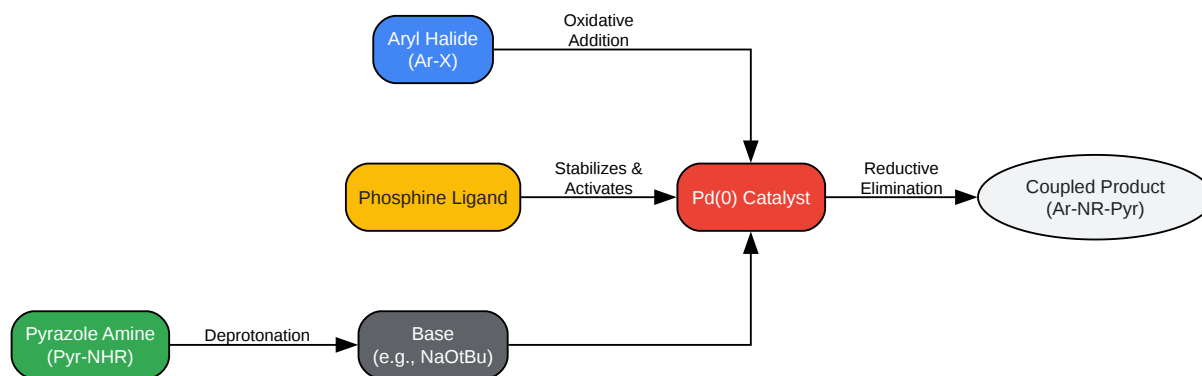 Aryl Halide
(Ar-X)
Oxidative
Addition
Phosphine Ligand
Stabilizes &
Activates
Pd(0) Catalyst
Reductive
Elimination
Coupled Product
(Ar-NR-Pyr)
Pyrazole Amine
(Pyr-NHR)
Deprotonation
Base
(e.g., NaOtBu)